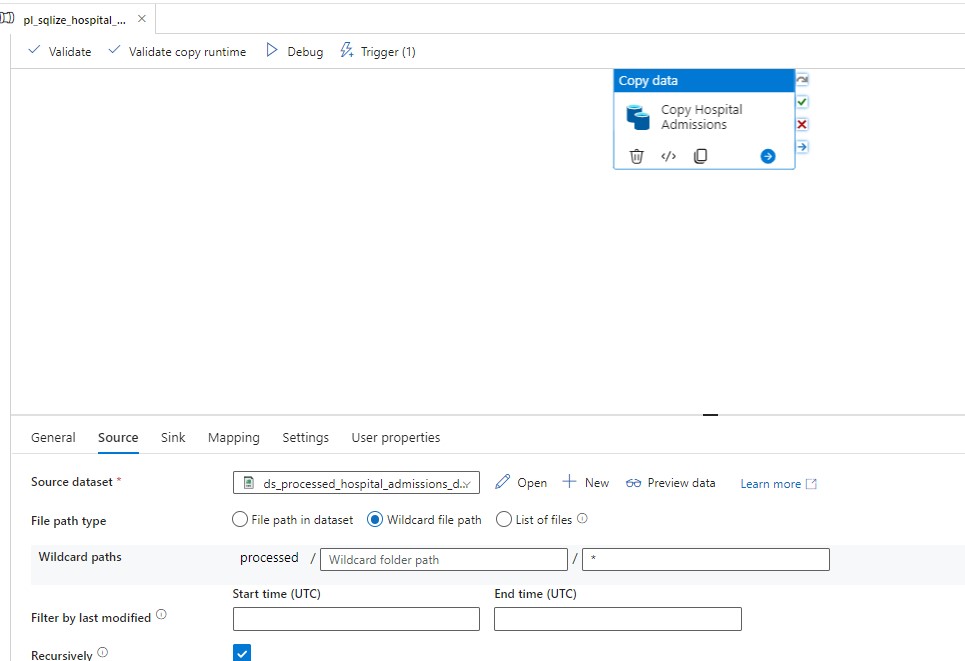 pl_sqlize_hospital_...
Validate
Validate copy runtime
Debug
Trigger (1)
Copy data
Copy Hospital
Admissions
General
Source
Sink
Mapping
Settings
User properties
Source dataset *
ds_processed_hospital_admissions_d...
Open
New
Preview data
Learn more
File path type
File path in dataset
Wildcard file path
List of files
Wildcard paths
processed / Wildcard folder path / *
Start time (UTC)
End time (UTC)
Filter by last modified
Recursively